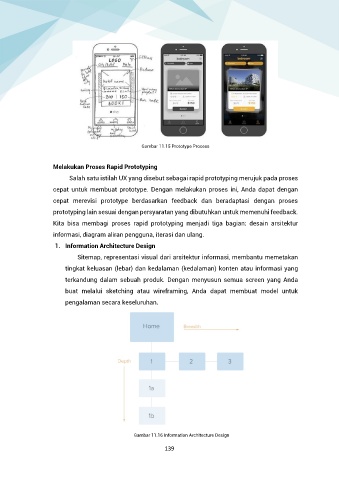 LOGO
Gambar 11.15 Prototype Process
Melakukan Proses Rapid Prototyping
Salah satu istilah UX yang disebut sebagai rapid prototyping merujuk pada proses
cepat untuk membuat prototype. Dengan melakukan proses ini, Anda dapat dengan
cepat merevisi prototype berdasarkan feedback dan beradaptasi dengan proses
prototyping lain sesuai dengan persyaratan yang dibutuhkan untuk memenuhi feedback.
Kita bisa membagi proses rapid prototyping menjadi tiga bagian: desain arsitektur
informasi, diagram aliran pengguna, iterasi dan ulang.
1. Information Architecture Design
Sitemap, representasi visual dari arsitektur informasi, membantu memetakan
tingkat keluasan (lebar) dan kedalaman (kedalaman) konten atau informasi yang
terkandung dalam sebuah produk. Dengan menyusun semua screen yang Anda
buat melalui sketching atau wireframing, Anda dapat membuat model untuk
pengalaman secara keseluruhan.
Home
Breadth
Depth
1 2 3
1a
1b
Gambar 11.16 Information Architecture Design
139